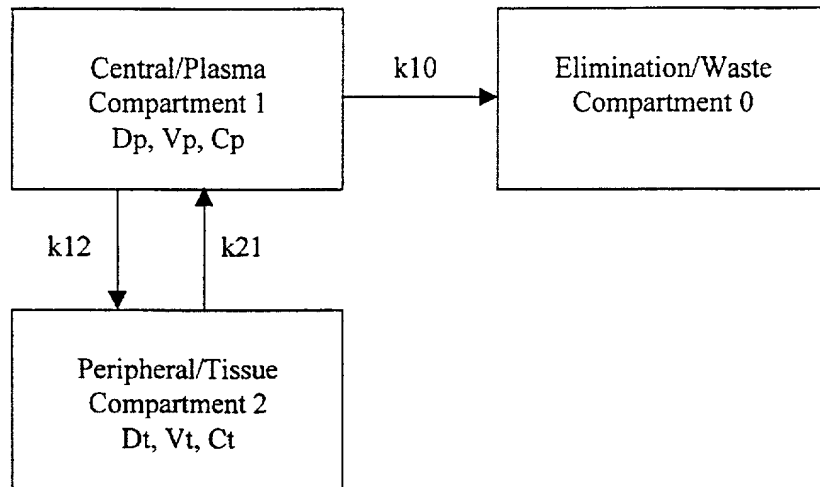 Central/Plasma
Compartment 1
Dp, Vp, Cp
k10
Elimination/Waste
Compartment 0
k12
k21
Peripheral/Tissue
Compartment 2
Dt, Vt, Ct